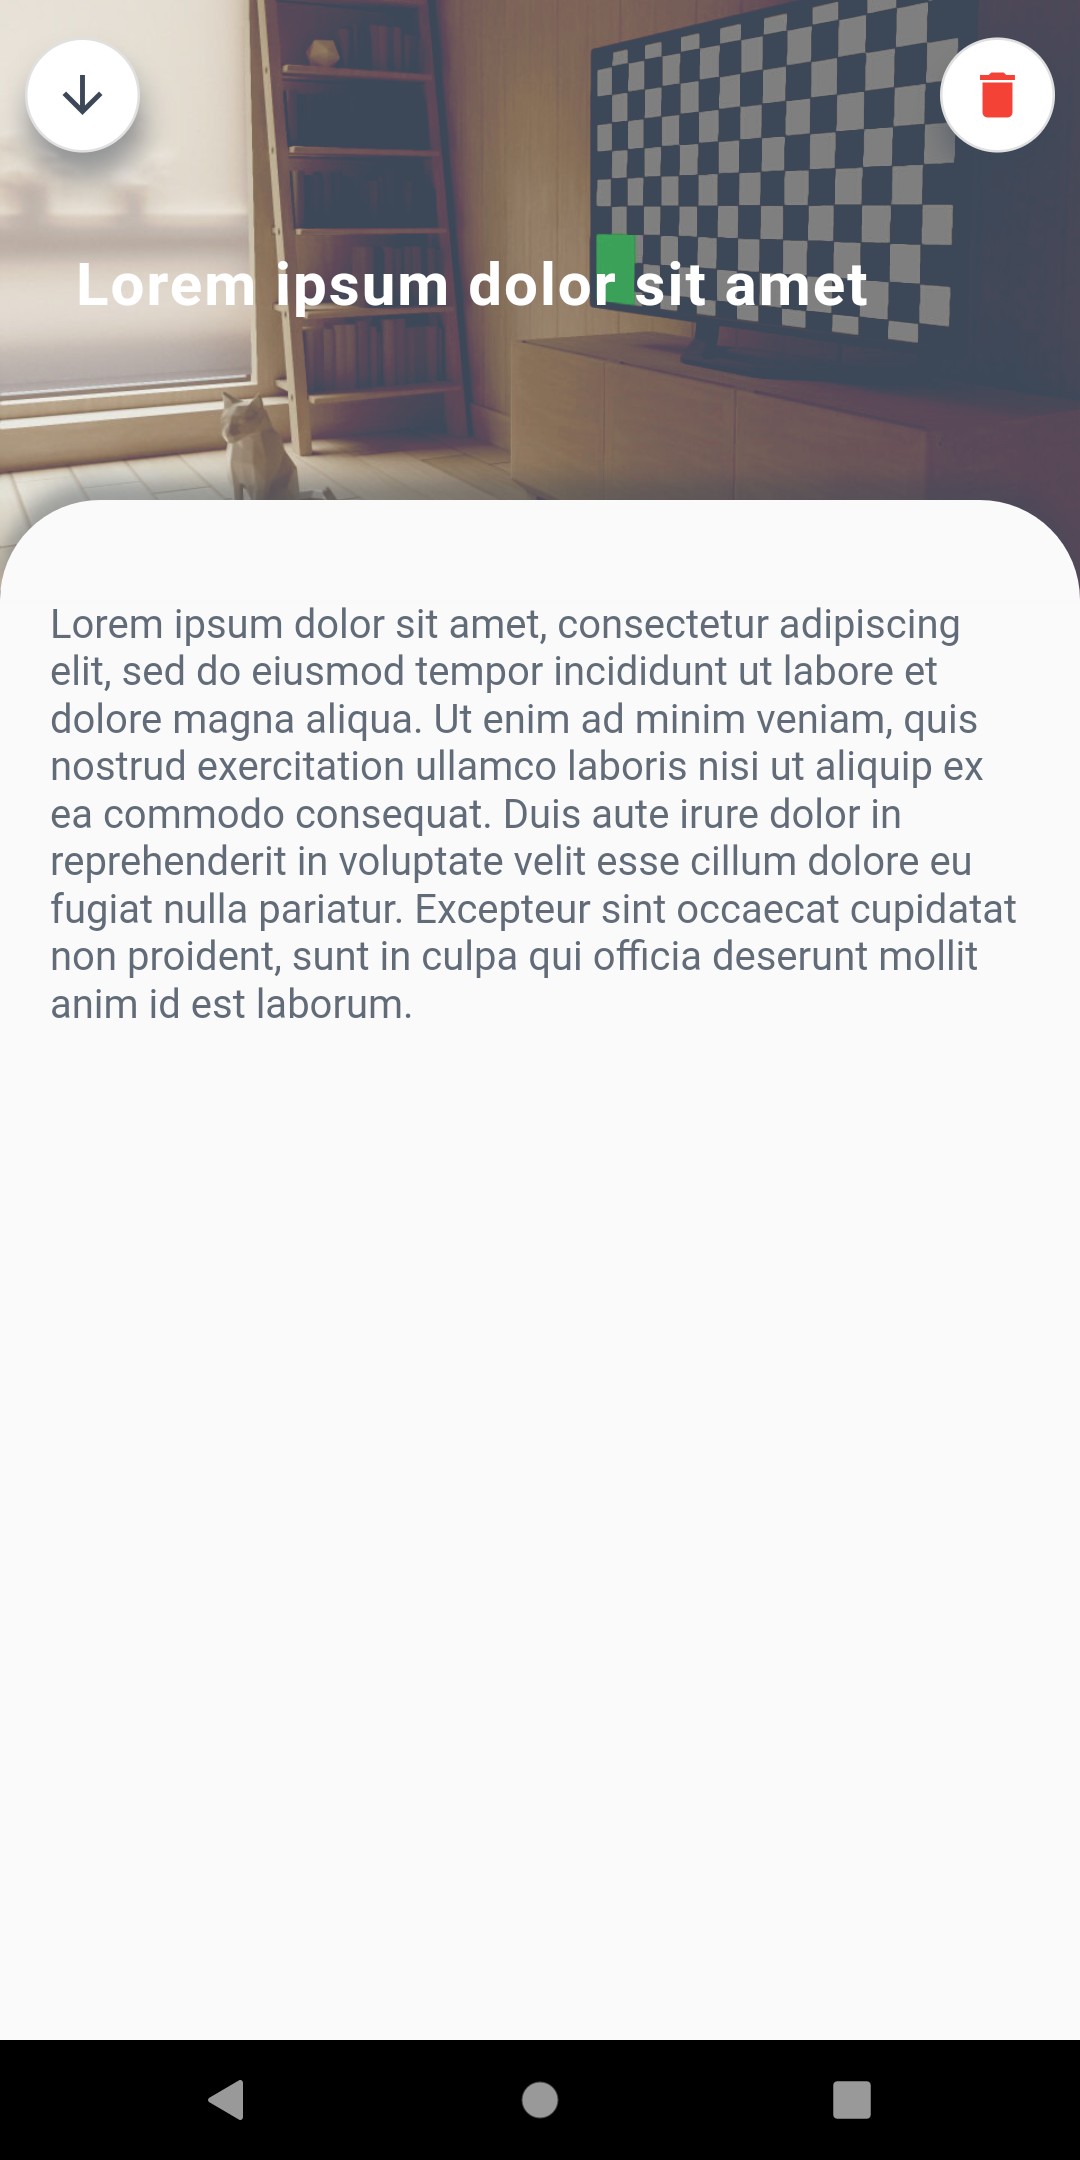 Lorem ipsum dolor sit amet
Lorem ipsum dolor sit amet, consectetur adipiscing
elit, sed do eiusmod tempor incididunt ut labore et
dolore magna aliqua. Ut enim ad minim veniam, quis
nostrud exercitation ullamco laboris nisi ut aliquip ex
ea commodo consequat. Duis aute irure dolor in
reprehenderit in voluptate velit esse cillum dolore eu
fugiat nulla pariatur. Excepteur sint occaecat cupidatat
non proident, sunt in culpa qui officia deserunt mollit
anim id est laborum.